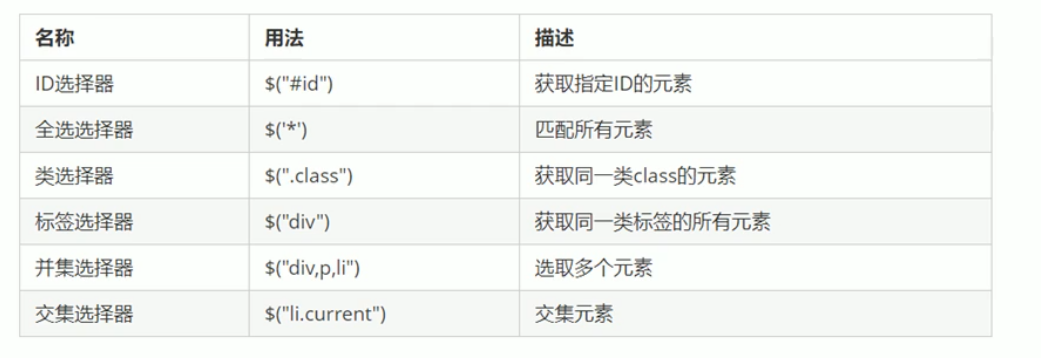 名称 用法 描述
ID选择器 $("#id") 获取指定ID的元素
全选选择器 $('*') 匹配所有元素
类选择器 $(".class") 获取同一类class的元素
标签选择器 $("div") 获取同一类标签的所有元素
并集选择器 $("div,p,li") 选取多个元素
交集选择器 $("li.current") 交集元素